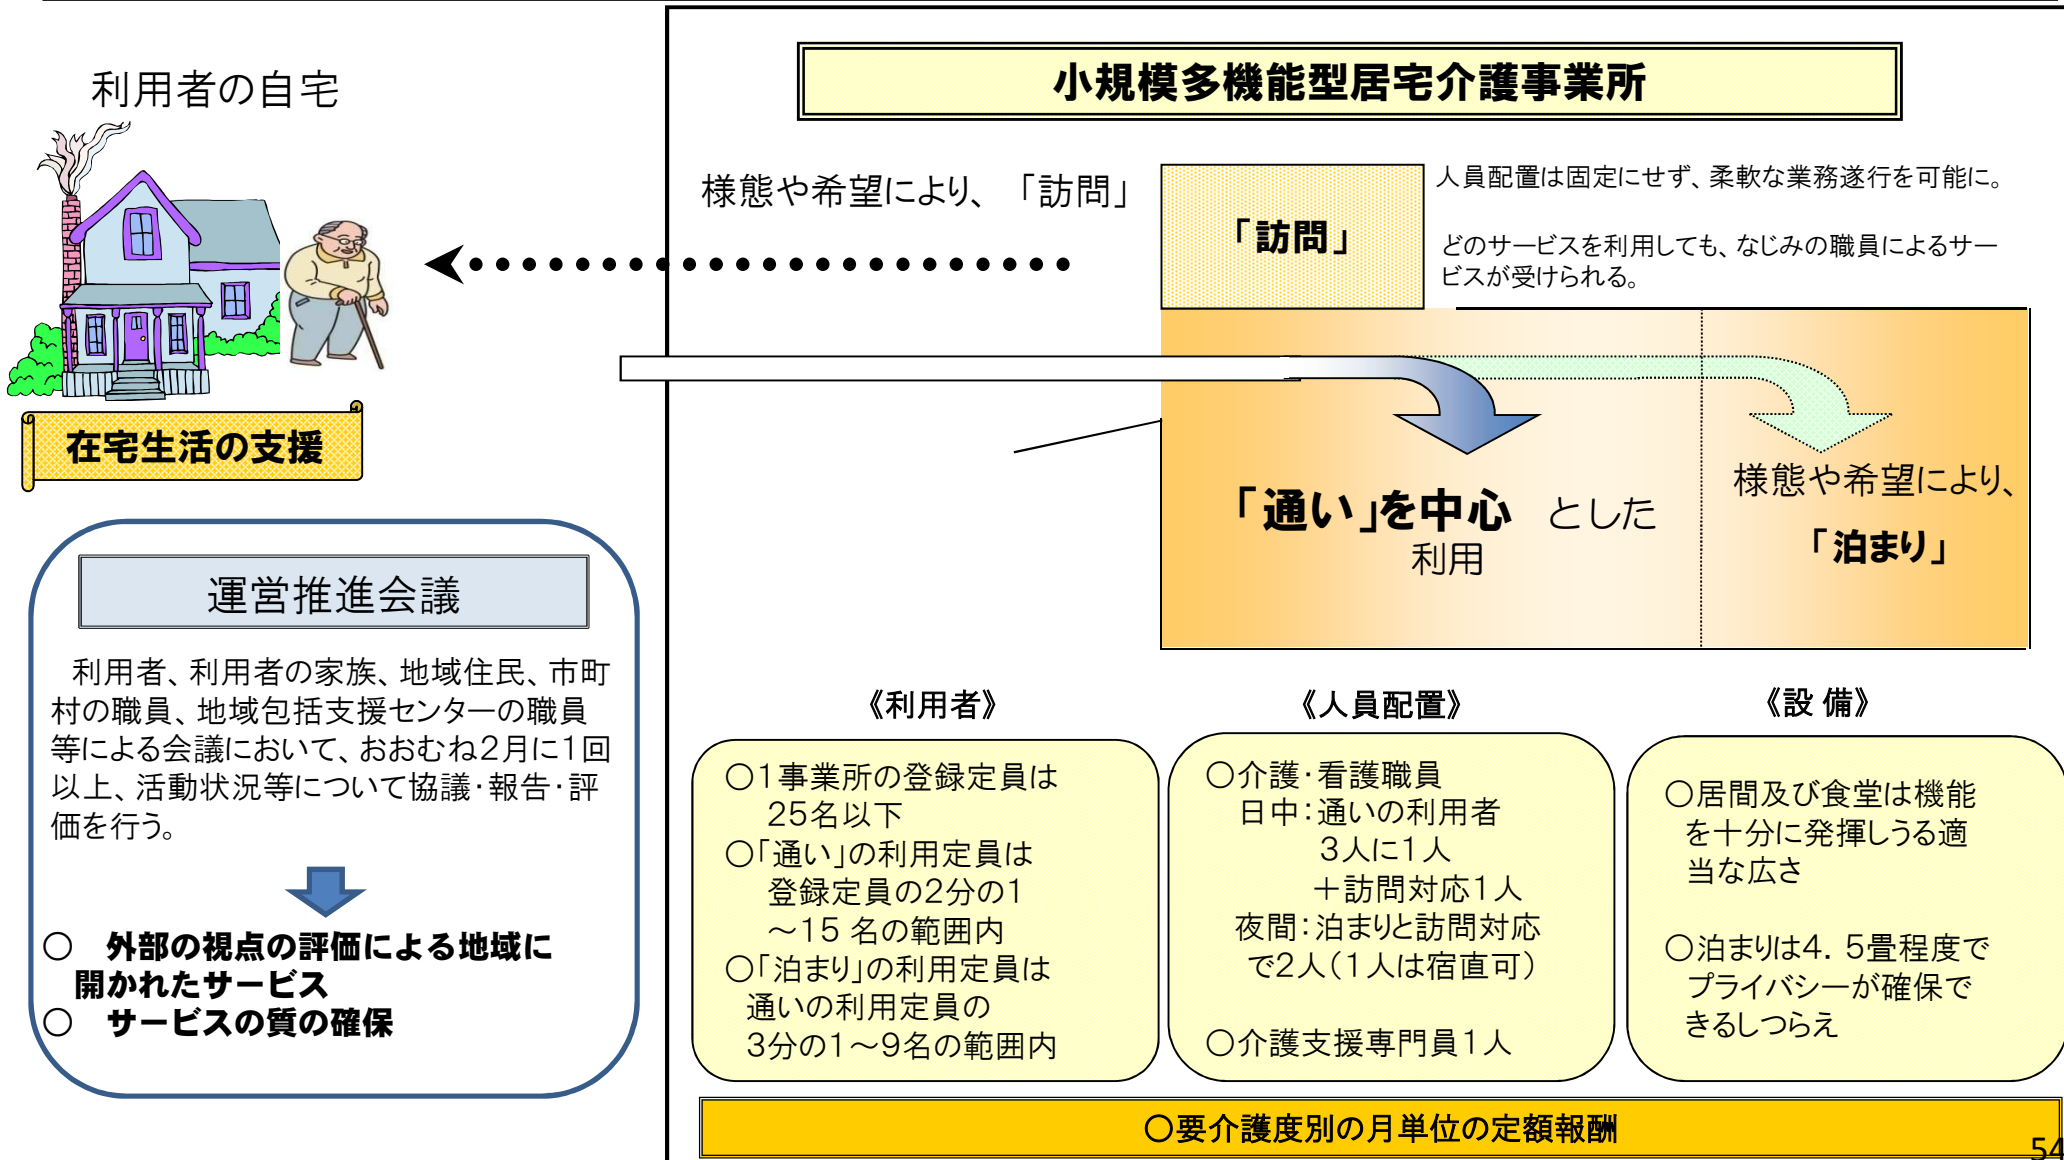 利用者の自宅
在宅生活の支援
運営推進会議
利用者、利用者の家族、地域住民、市町
村の職員、地域包括支援センターの職員
等による会議において、おおむね2月に1回
以上、活動状況等について協議・報告・評
価を行う。
○ 外部の視点の評価による地域に
開かれたサービス
○ サービスの質の確保
小規模多機能型居宅介護事業所
様態や希望により、「訪問」
「訪問」
人員配置は固定にせず、柔軟な業務遂行を可能に。
どのサービスを利用しても、なじみの職員によるサー
ビスが受けられる。
「通い」を中心 とした
利用
様態や希望により、
「泊まり」
《利用者》
○1事業所の登録定員は
25名以下
○「通い」の利用定員は
登録定員の2分の1
～15 名の範囲内
○「泊まり」の利用定員は
通いの利用定員の
3分の1～9名の範囲内
《人員配置》
○介護・看護職員
日中：通いの利用者
3人に1人
＋訪問対応1人
夜間：泊まりと訪問対応
で2人（1人は宿直可）
○介護支援専門員1人
《設 備》
○居間及び食堂は機能
を十分に発揮しうる適
当な広さ
○泊まりは4．5畳程度で
プライバシーが確保で
きるしつらえ
○要介護度別の月単位の定額報酬
54